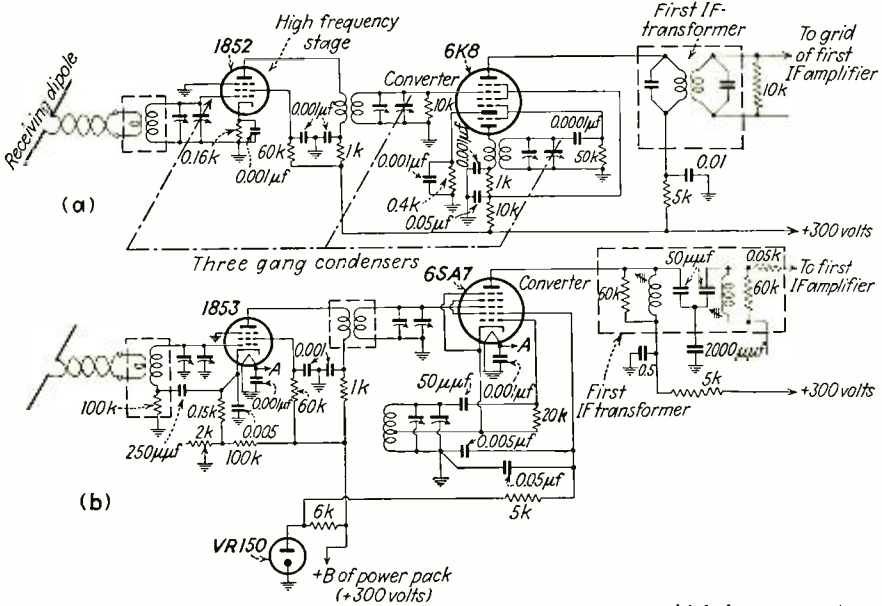 First IF-
transformer
High frequency
stage
1852
6K8
To grid
of first
IF amplifier
Receiving dipole
Converter
0.001μf
10k
10k
0.16k
0.001μf
60k
1k
0.001μf
0.001μf
0.0001μf
50k
1k
0.4k
0.05μf
10k
0.01
5k
(a)
+300 volts
Three gang condensers
6SA7
Converter
50μμf
0.05k
To first
IF amplifier
1853
50k
60k
A
0.001
A
0.001μf
2000μμf
0.5
100k
0.15k
0.001μf
60k
1k
50μμf
First
IF transformer
5k
+300 volts
250μμf
2k
0.005
100k
20k
0.005μf
0.05μf
(b)
6k
5k
VR150
+B of power pack
(+300 volts)